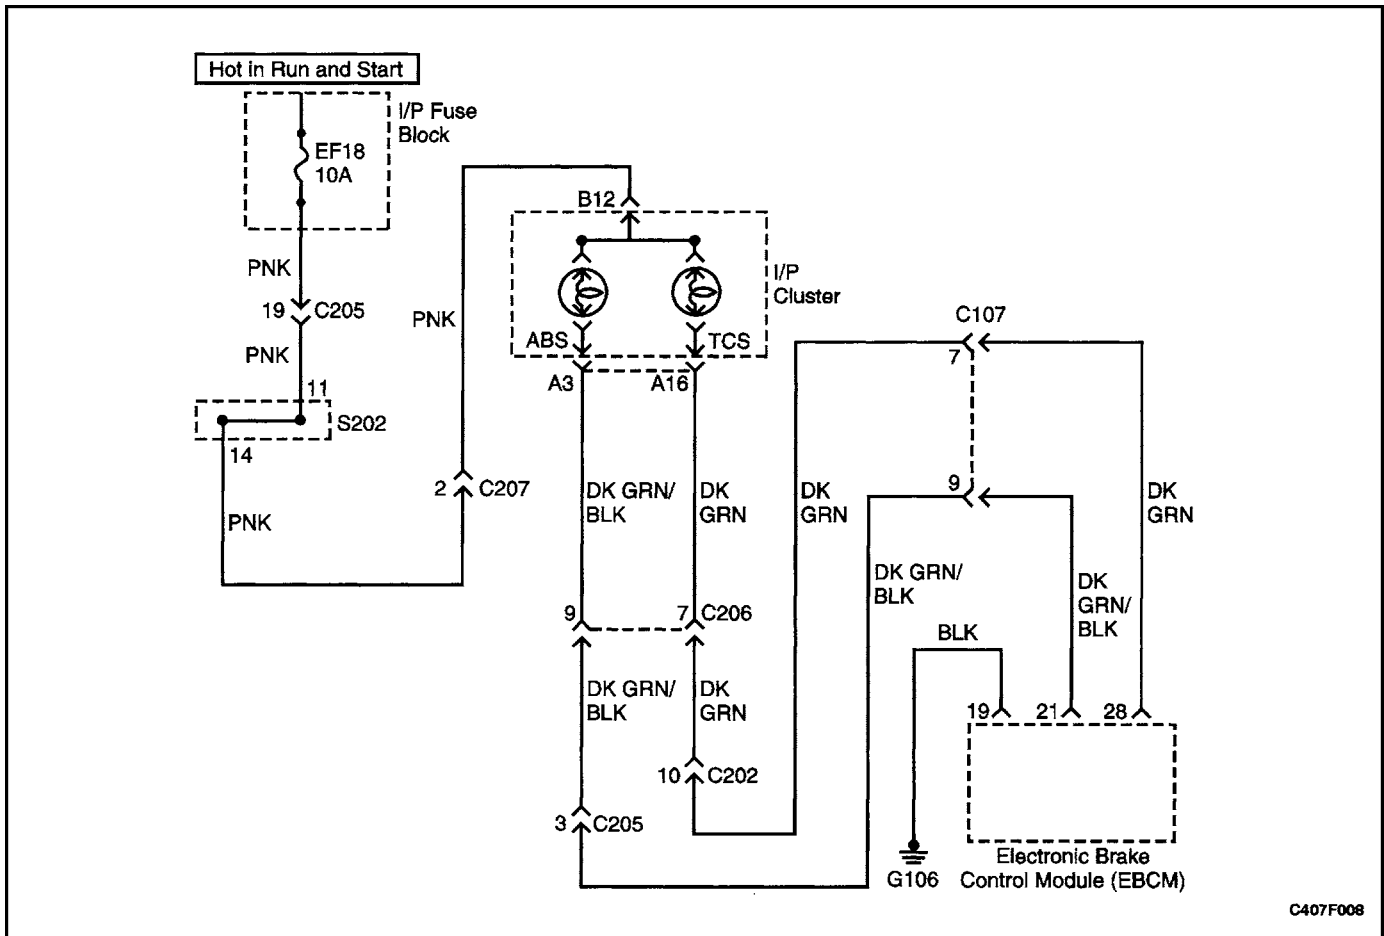 Hot in Run and Start
I/P Fuse
Block
EF18
10A
PNK
19
C205
PNK
11
S202
14
PNK
PNK
2
C207
B12
I/P
Cluster
ABS
TCS
A3
A16
DK GRN/
BLK
DK
GRN
9
7
C206
DK GRN/
BLK
DK
GRN
10
C202
3
C205
DK
GRN
DK GRN/
BLK
C107
7
9
DK
GRN/
BLK
DK
GRN
BLK
19
21
28
G106
Electronic Brake
Control Module (EBCM)
C407F008